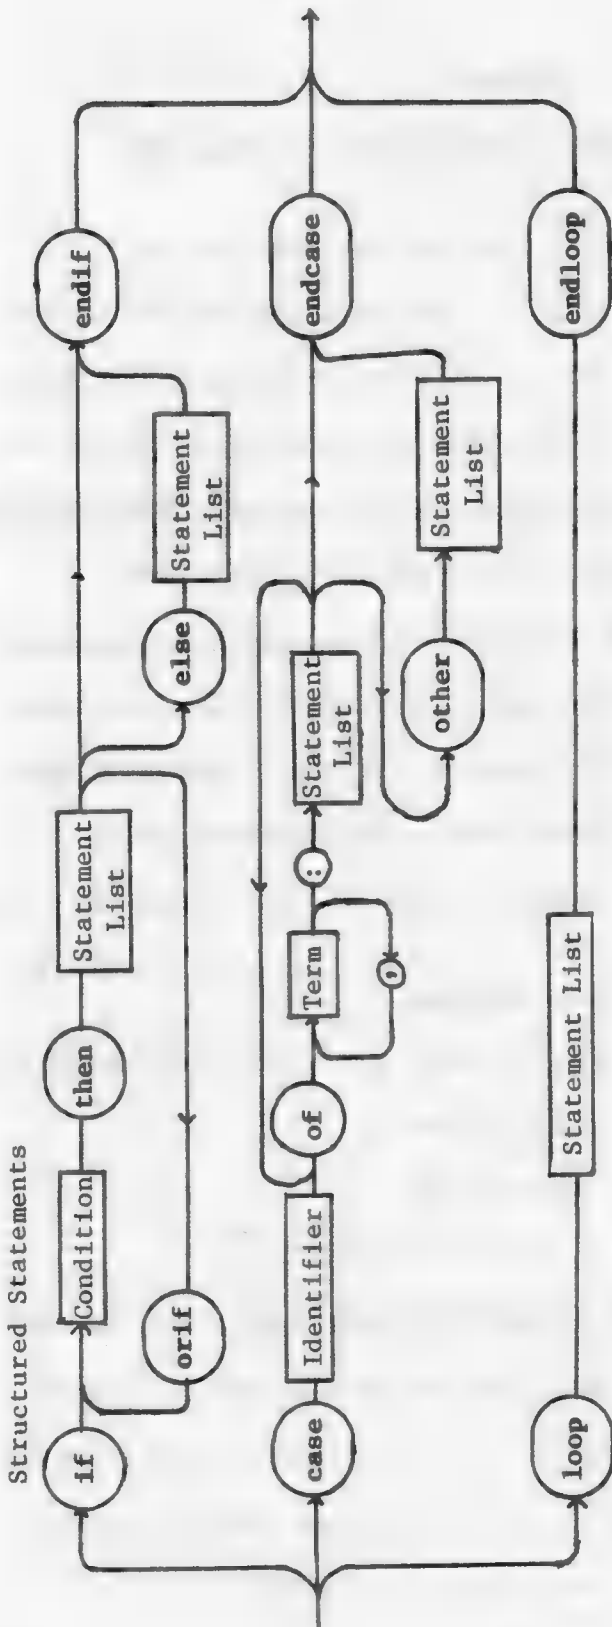 Structured Statements
if
Condition
then
Statement
List
orif
else
Statement
List
endif
case
Identifier
of
Term
,
:
Statement
List
other
Statement
List
endcase
loop
Statement List
endloop